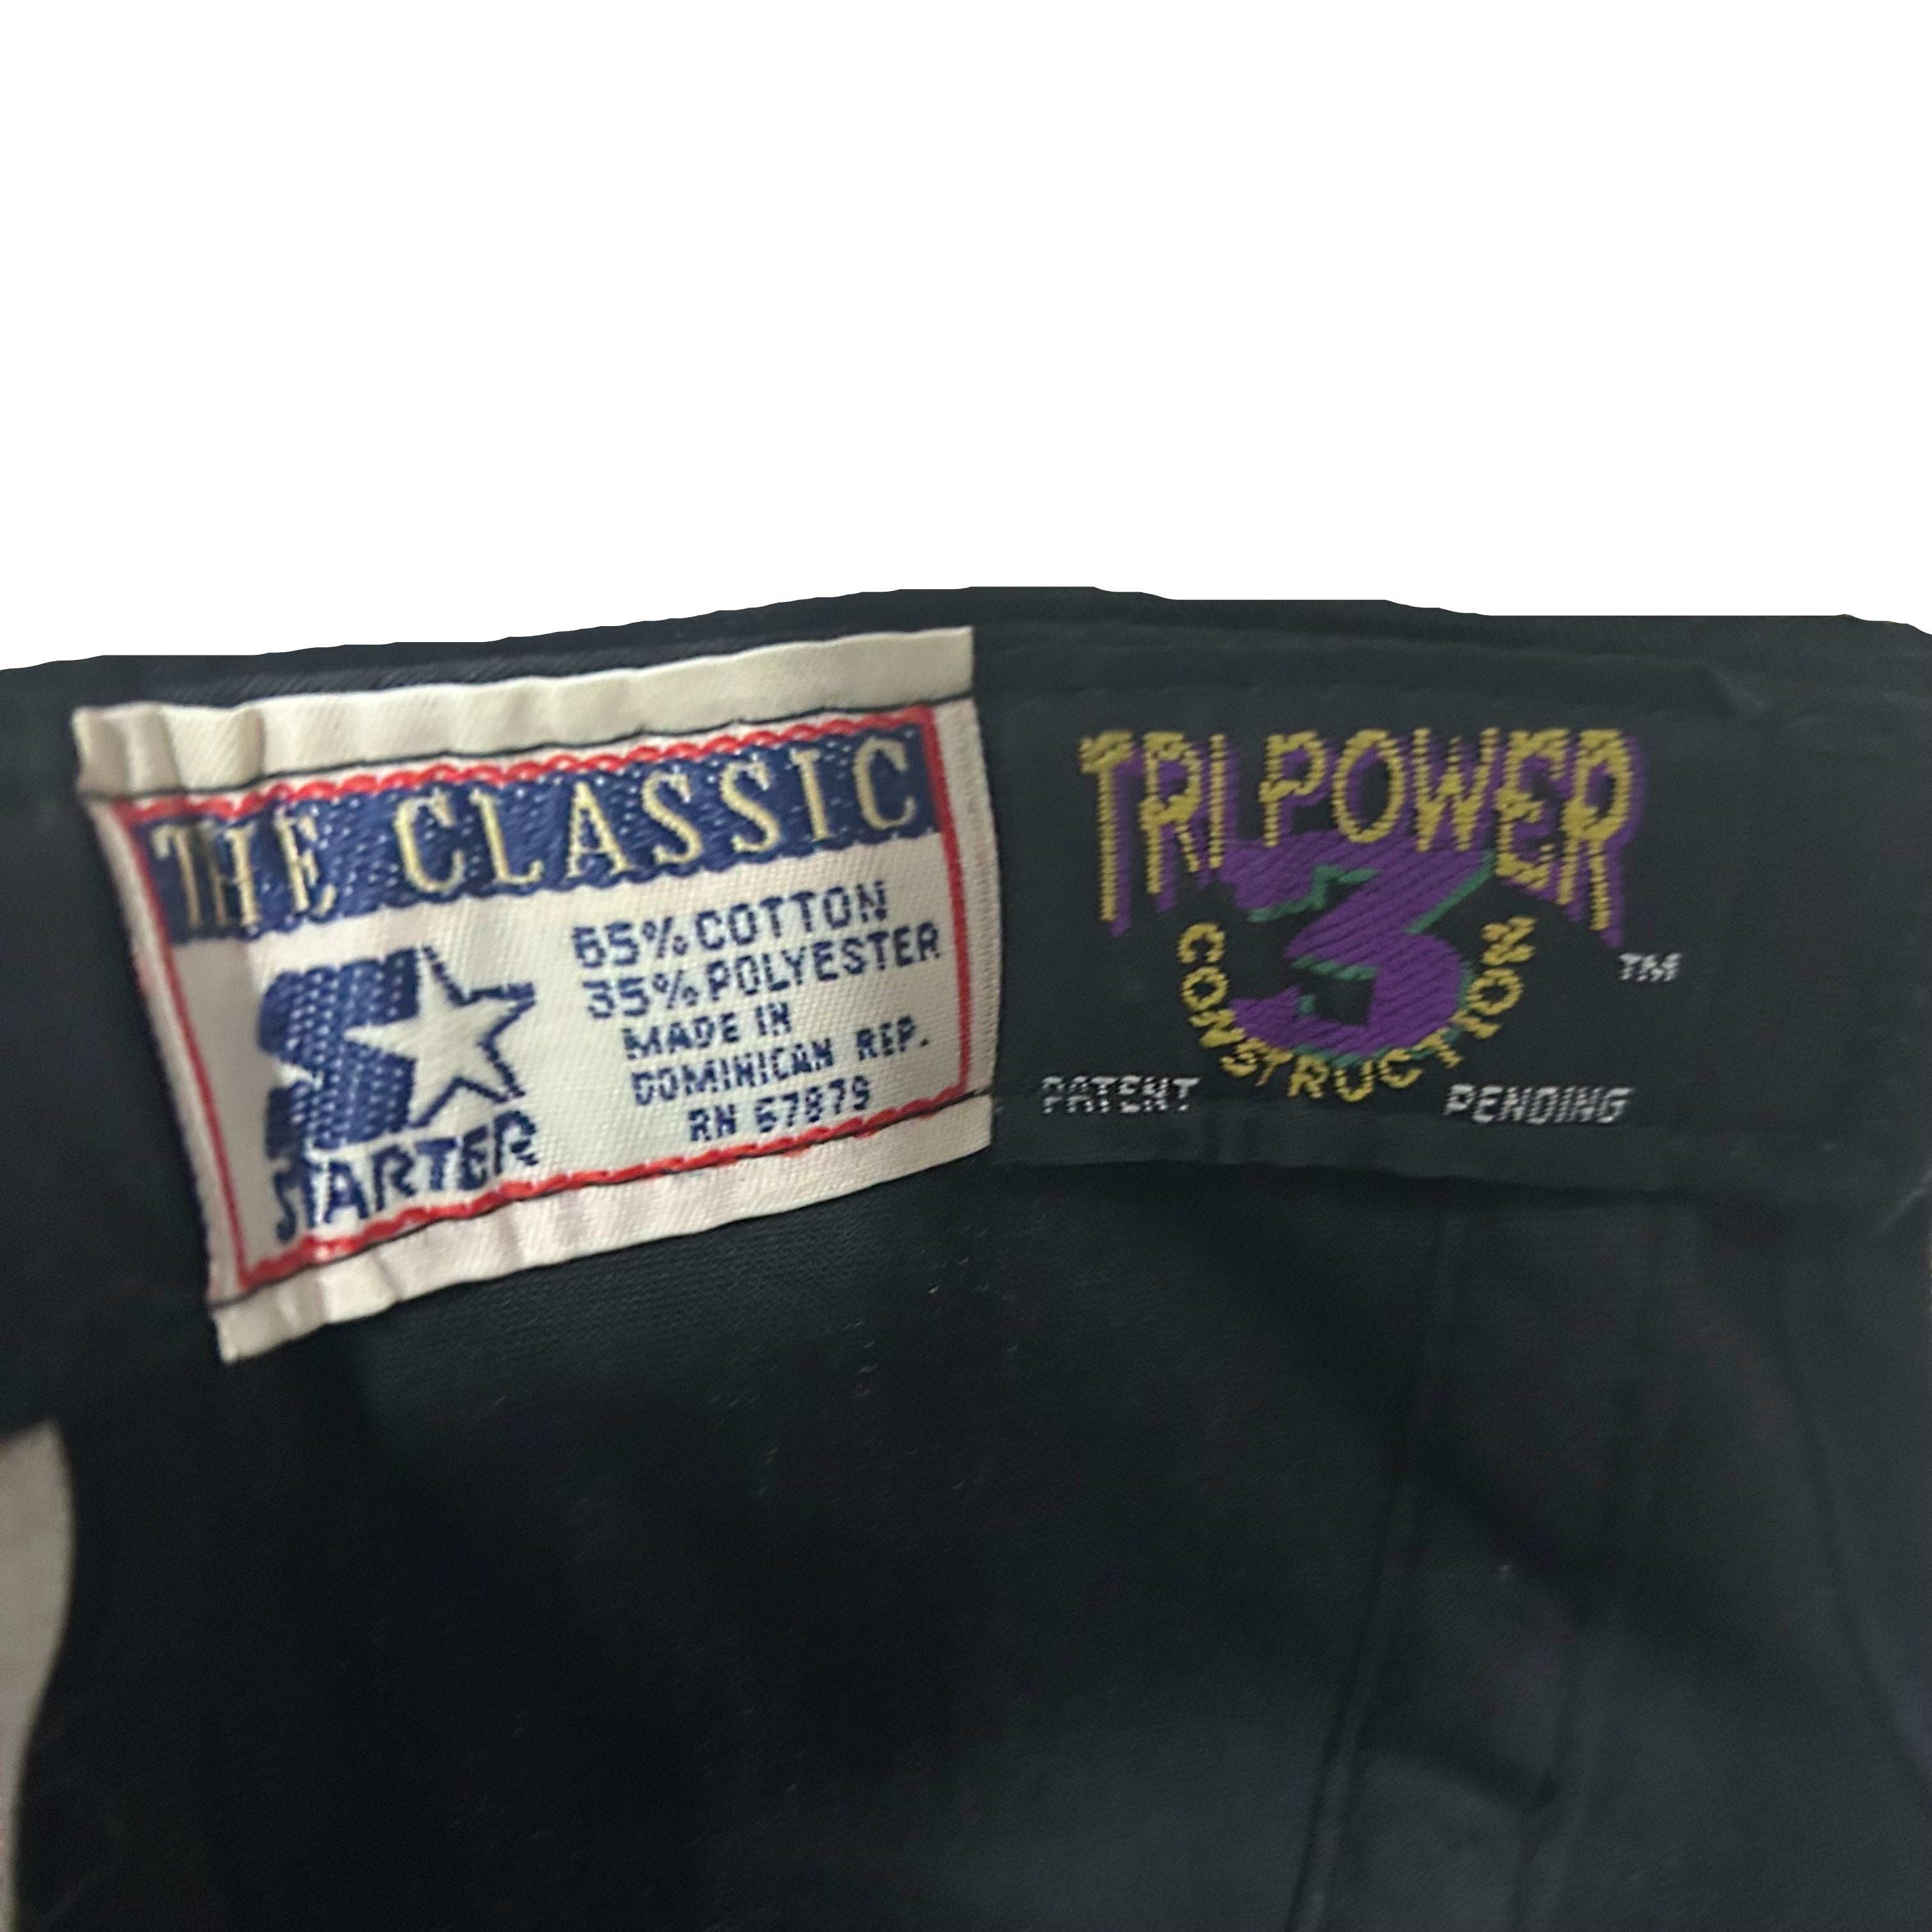 THE CLASSIC
65% COTTON
35% POLYESTER
MADE IN
DOMINICAN REP.
RN 67879
STARTER
TRI POWER
3
CONSTRUCTION
TM
PATENT PENDING